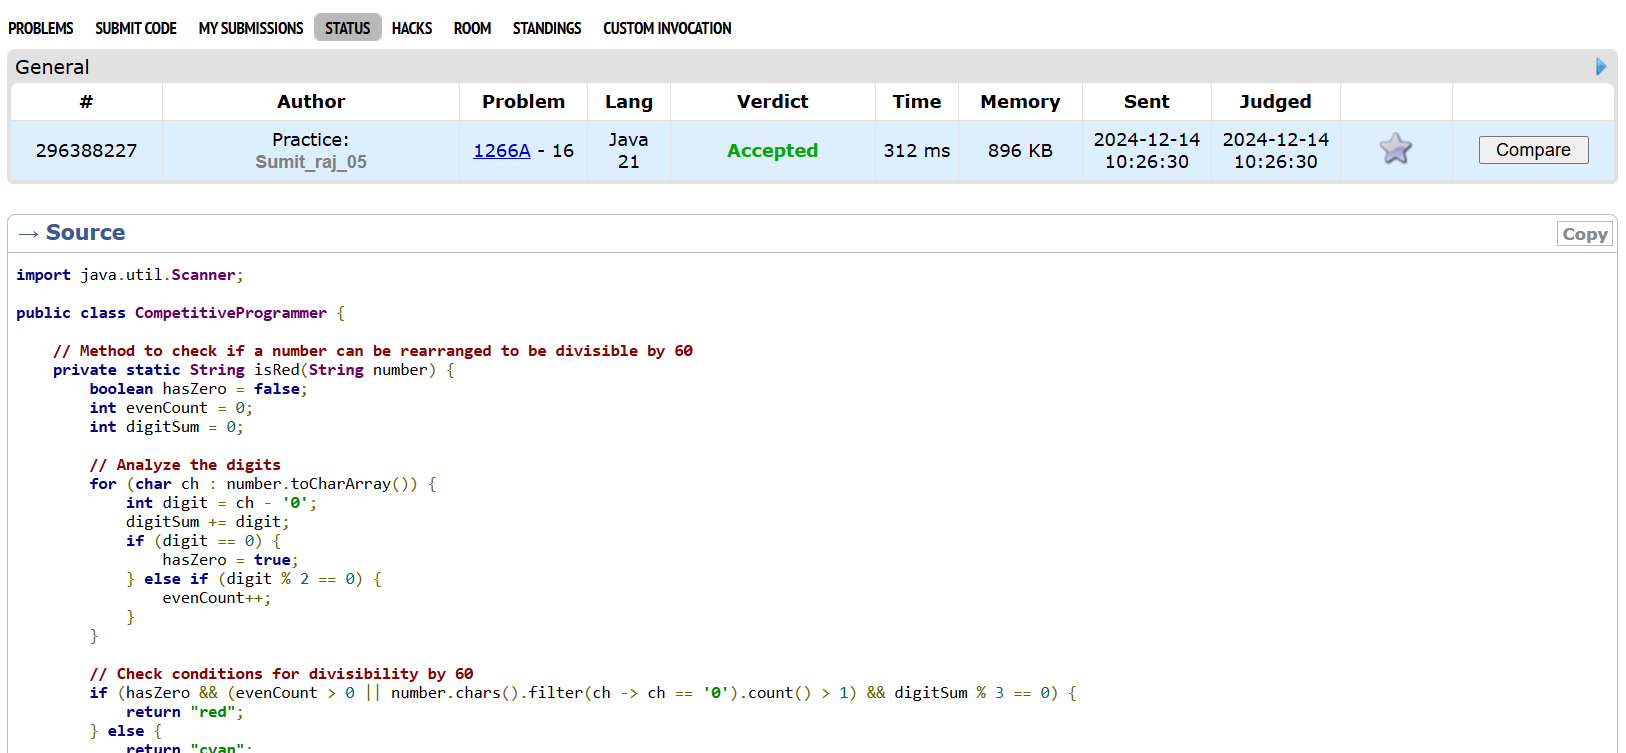 PROBLEMS SUBMIT CODE MY SUBMISSIONS STATUS HACKS ROOM STANDINGS CUSTOM INVOCATION
General
# Author Problem Lang Verdict Time Memory Sent Judged
296388227 Practice: Sumit_raj_05 1266A - 16 Java 21 Accepted 312 ms 896 KB 2024-12-14 10:26:30 2024-12-14 10:26:30 Compare
→ Source Copy
import java.util.Scanner;
public class CompetitiveProgrammer {
// Method to check if a number can be rearranged to be divisible by 60
private static String isRed(String number) {
boolean hasZero = false;
int evenCount = 0;
int digitSum = 0;
// Analyze the digits
for (char ch : number.toCharArray()) {
int digit = ch - '0';
digitSum += digit;
if (digit == 0) {
hasZero = true;
} else if (digit % 2 == 0) {
evenCount++;
}
}
// Check conditions for divisibility by 60
if (hasZero && (evenCount > 0 || number.chars().filter(ch -> ch == '0').count() > 1) && digitSum % 3 == 0) {
return "red";
} else {
return "cyan";